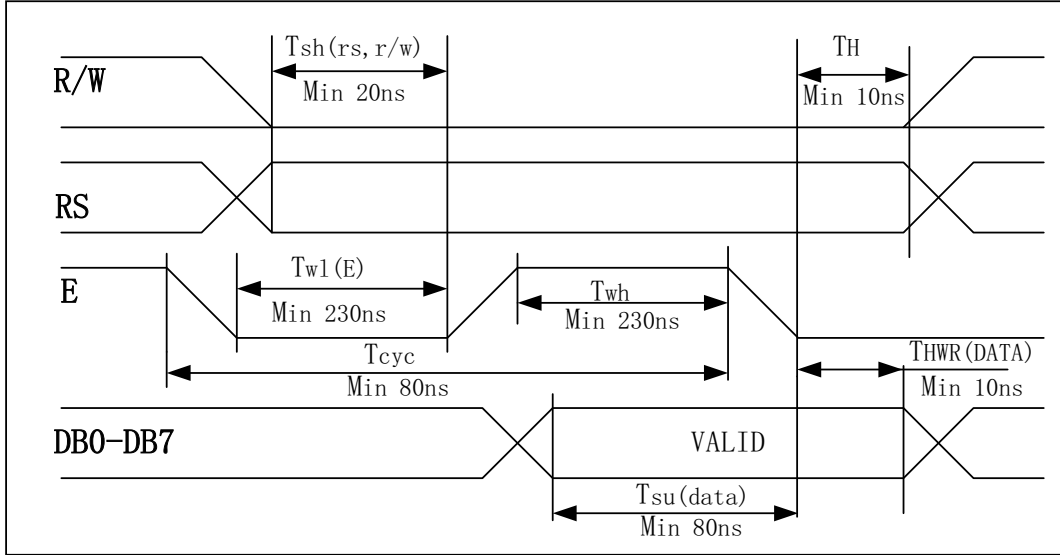 Tsh(rs,r/w)
TH
R/W
Min 20ns
Min 10ns
RS
Twl(E)
E
Twh
Min 230ns
Min 230ns
Tcyc
THWR(DATA)
Min 80ns
Min 10ns
DB0-DB7
VALID
Tsu(data)
Min 80ns